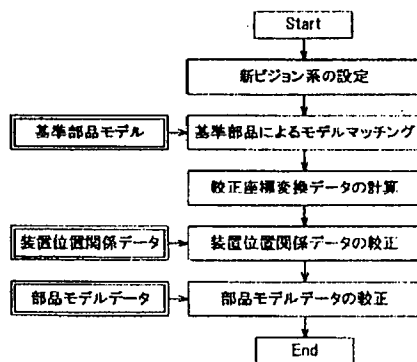 Start
新ビジョン系の設定
基準部品モデル
基準部品によるモデルマッチング
較正座標変換データの計算
装置位置関係データ
装置位置関係データの較正
部品モデルデータ
部品モデルデータの較正
End